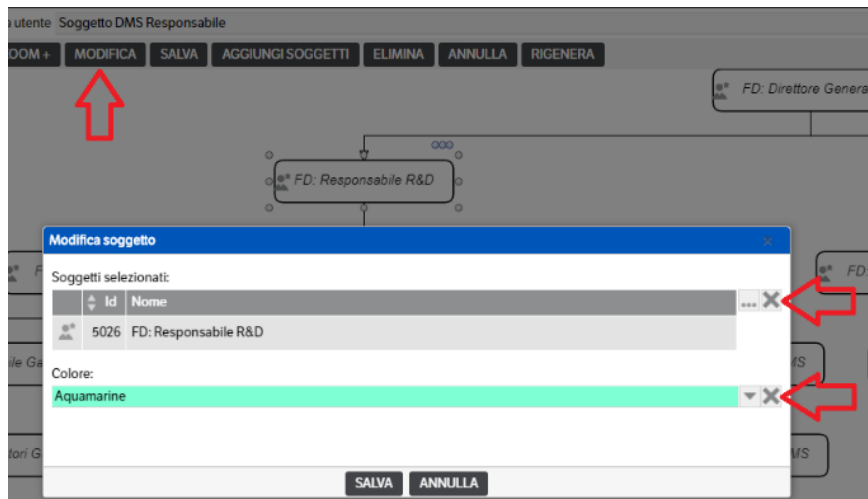 utente Soggetto DMS Responsabile
OOM + MODIFICA SALVA AGGIUNGI SOGGETTI ELIMINA ANNULLA RIGENERA
FD: Direttore Genera
FD: Responsabile R&D
Modifica soggetto
FD:
Soggetti selezionati:
Id Nome
5026 FD: Responsabile R&D
Colore:
Aquamarine
SALVA ANNULLA